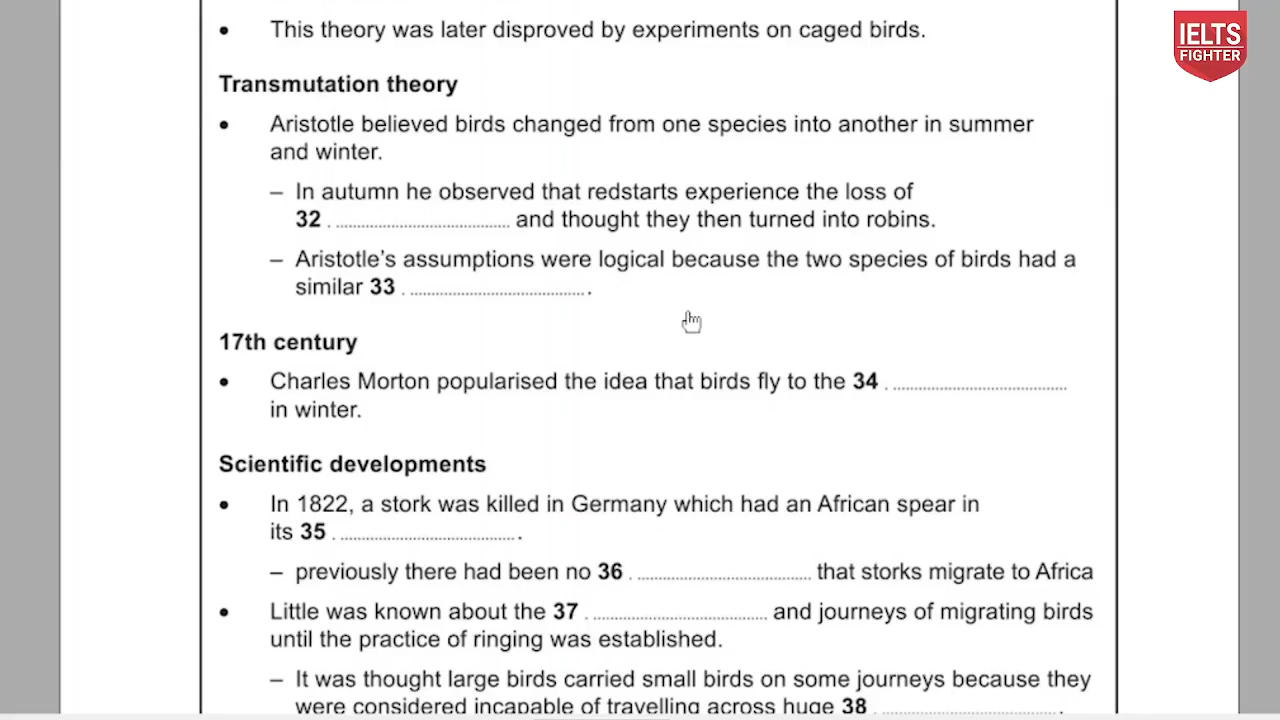 IELTS
FIGHTER
• This theory was later disproved by experiments on caged birds.
Transmutation theory
• Aristotle believed birds changed from one species into another in summer
and winter.
– In autumn he observed that redstarts experience the loss of
32 ................................ and thought they then turned into robins.
– Aristotle's assumptions were logical because the two species of birds had a
similar 33 ................................ .
17th century
• Charles Morton popularised the idea that birds fly to the 34 ................................
in winter.
Scientific developments
• In 1822, a stork was killed in Germany which had an African spear in
its 35 ................................ .
– previously there had been no 36 ................................ that storks migrate to Africa
• Little was known about the 37 ................................ and journeys of migrating birds
until the practice of ringing was established.
– It was thought large birds carried small birds on some journeys because they
were considered incapable of travelling across huge 38 ................................ .